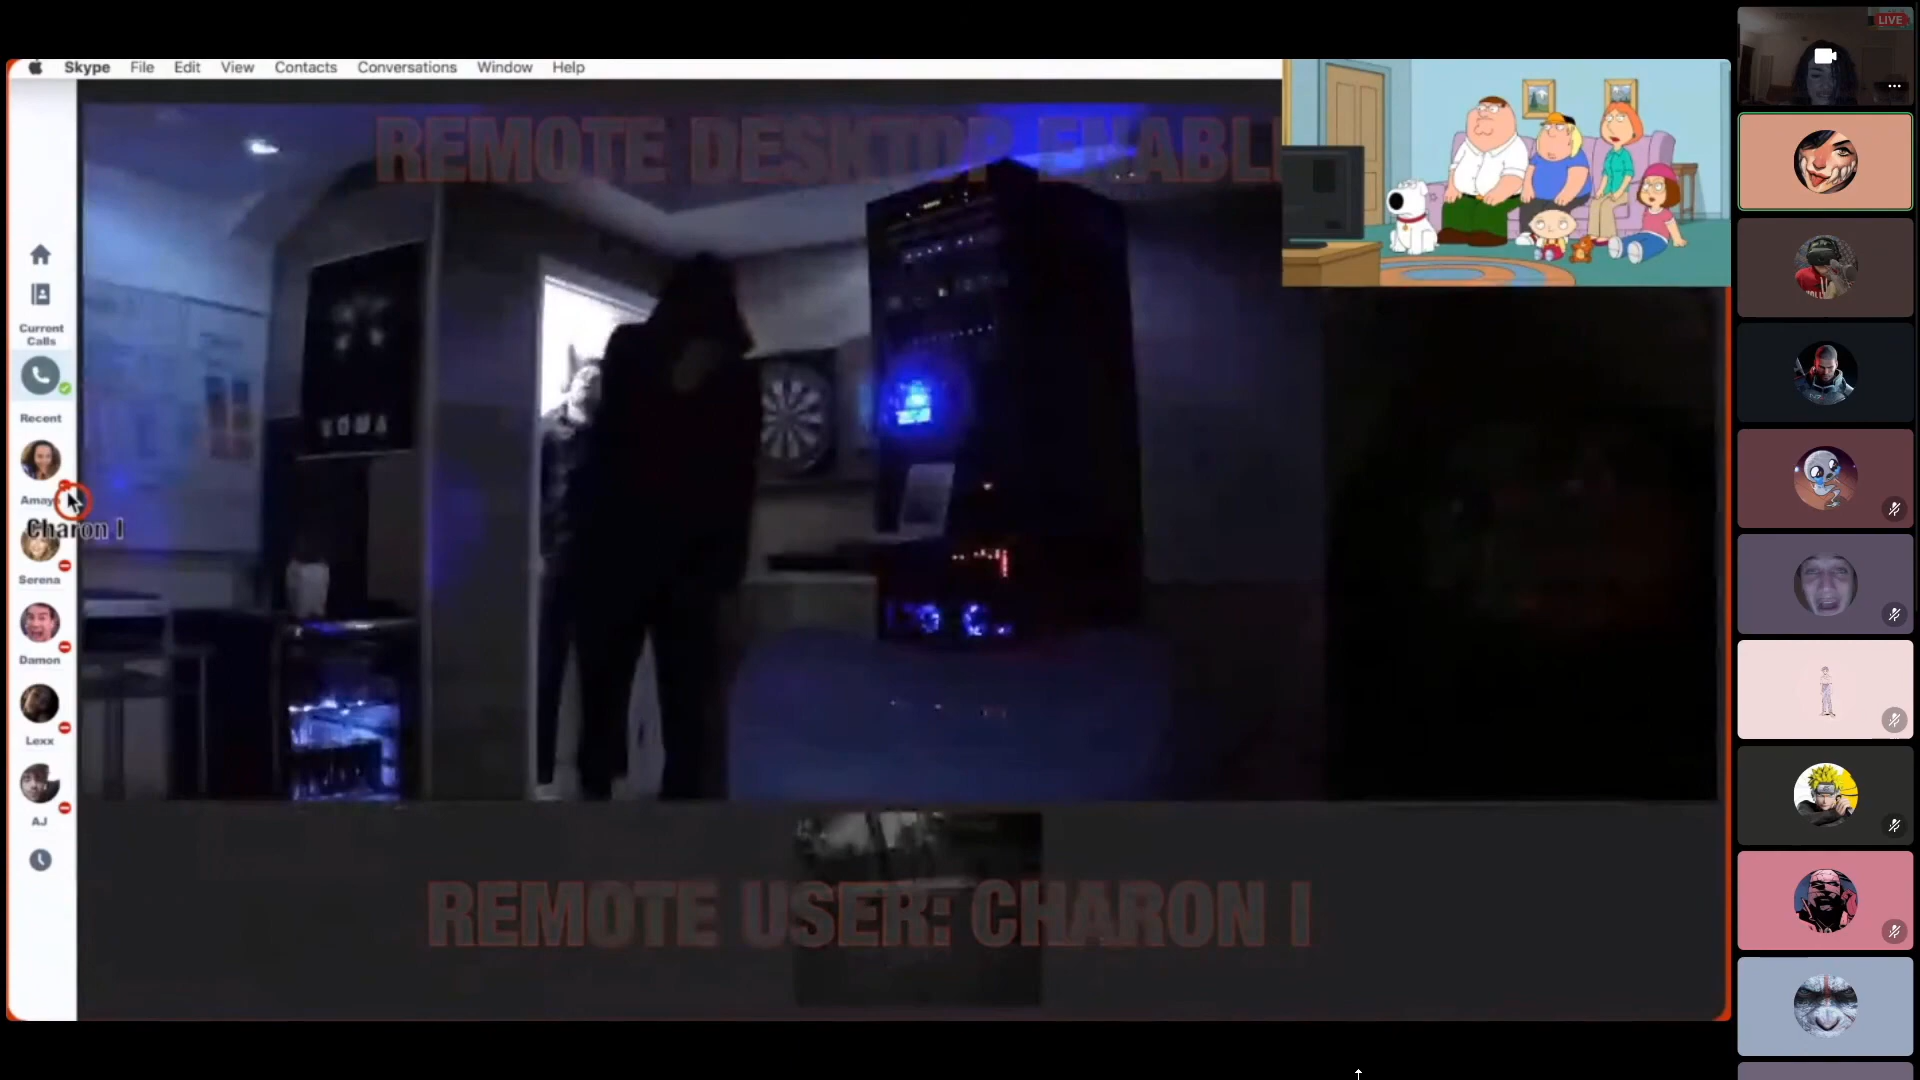 LIVE
Skype File Edit View Contacts Conversations Window Help
REMOTE DESKTOP ENABL
Current
Calls
Recent
Amay
Charon I
Serena
Damon
Lexx
AJ
REMOTE USER: CHARON I